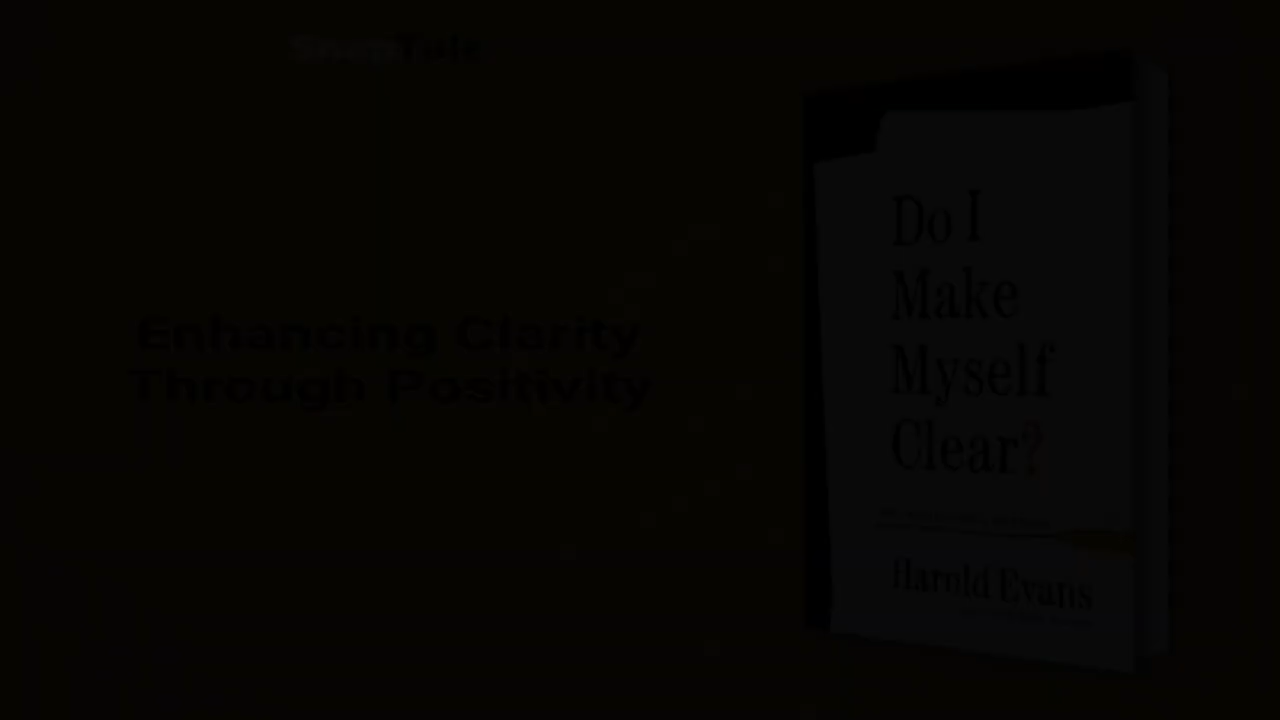 Enhancing Clarity
Through Positivity
Do I
Make
Myself
Clear?
Harold Evans